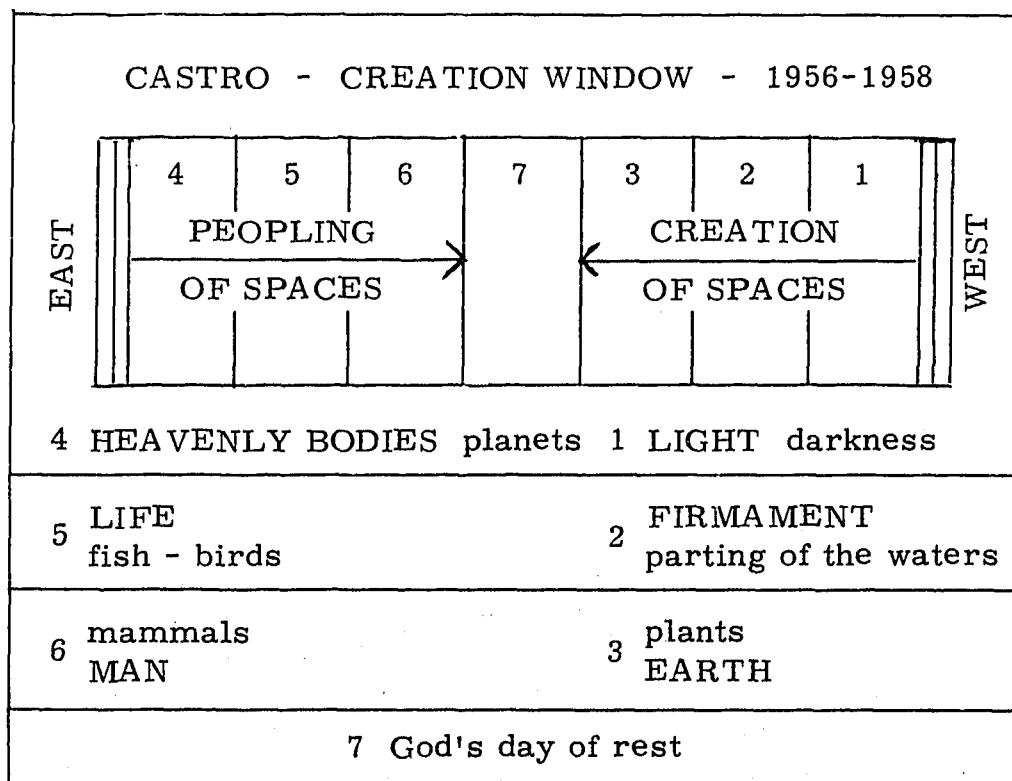 CASTRO - CREATION WINDOW - 1956-1958
EAST
4 5 6 7 3 2 1
PEOPLING CREATION
OF SPACES OF SPACES
WEST
4 HEAVENLY BODIES planets 1 LIGHT darkness
5 LIFE
fish - birds
2 FIRMAMENT
parting of the waters
6 mammals
MAN
3 plants
EARTH
7 God's day of rest